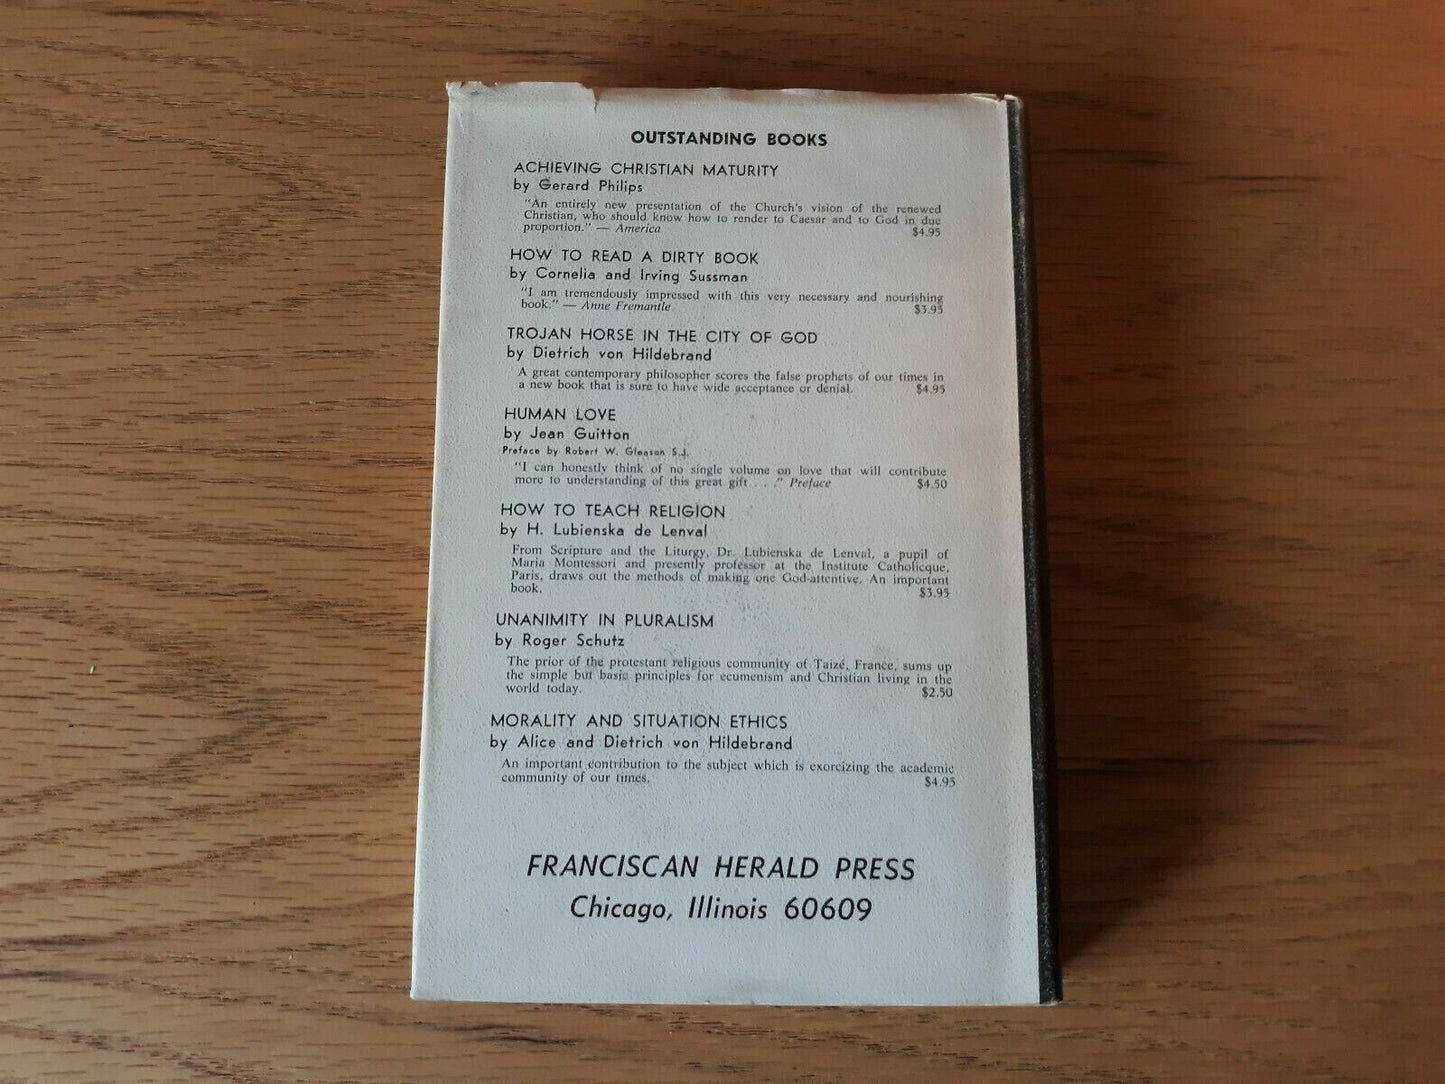 OUTSTANDING BOOKS
ACHIEVING CHRISTIAN MATURITY
by Gerard Philips
"An entirely new presentation of the Church's vision of the renewed
Christian, who should know how to render to Caesar and to God in due
proportion." — America $4.95
HOW TO READ A DIRTY BOOK
by Cornelia and Irving Sussman
"I am tremendously impressed with this very necessary and nourishing
book." — Anne Fremantle $3.95
TROJAN HORSE IN THE CITY OF GOD
by Dietrich von Hildebrand
A great contemporary philosopher scores the false prophets of our times in
a new book that is sure to have wide acceptance or denial. $4.95
HUMAN LOVE
by Jean Guitton
Preface by Robert W. Gleason S.J.
"I can honestly think of no single volume on love that will contribute
more to understanding of this great gift . . ." Preface $4.50
HOW TO TEACH RELIGION
by H. Lubienska de Lenval
From Scripture and the Liturgy, Dr. Lubienska de Lenval, a pupil of
Maria Montessori and presently professor at the Institute Catholicque,
Paris, draws out the methods of making one God-attentive. An important
book. $3.95
UNANIMITY IN PLURALISM
by Roger Schutz
The prior of the protestant religious community of Taizé, France, sums up
the simple but basic principles for ecumenism and Christian living in the
world today. $2.50
MORALITY AND SITUATION ETHICS
by Alice and Dietrich von Hildebrand
An important contribution to the subject which is exorcizing the academic
community of our times. $4.95
FRANCISCAN HERALD PRESS
Chicago, Illinois 60609